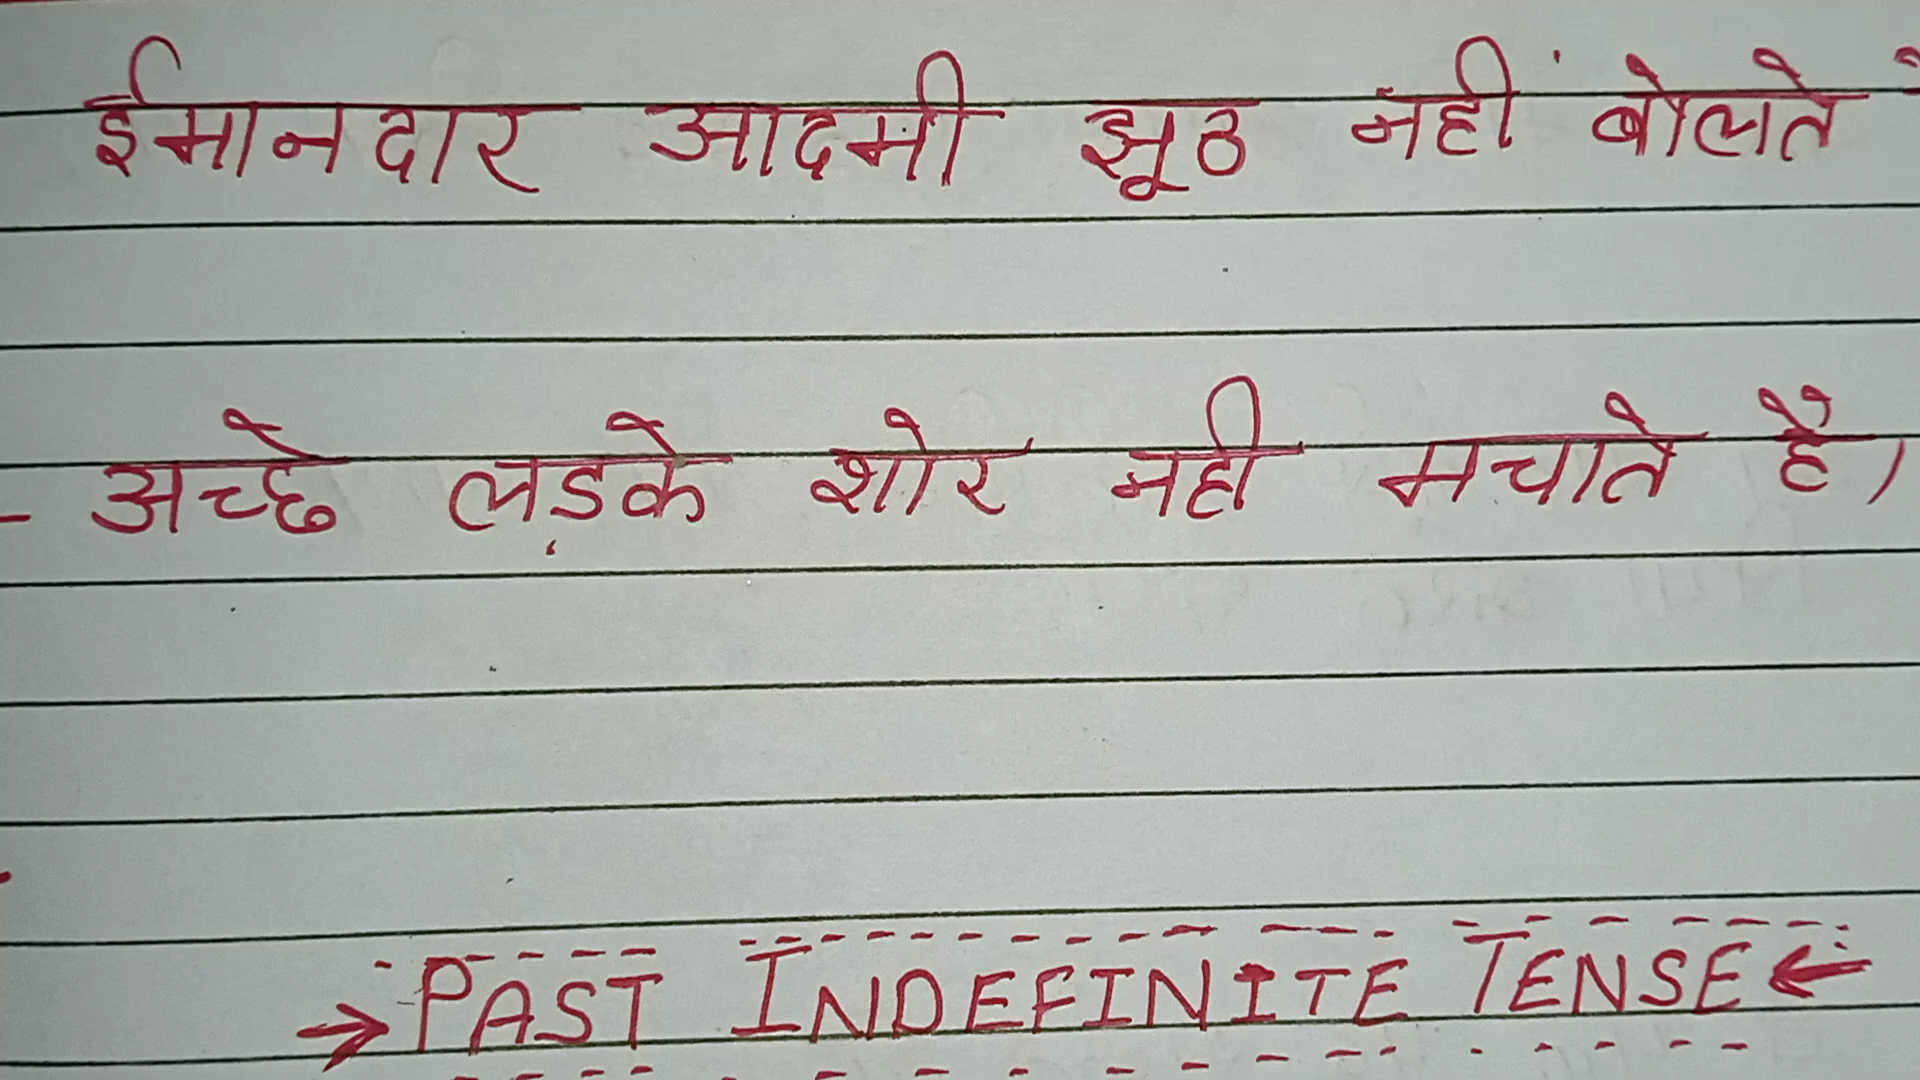 ईमानदार आदमी झूठ नहीं बोलते
- अच्छे लड़के शोर नही मचाते है।
→ PAST INDEFINITE TENSE ←